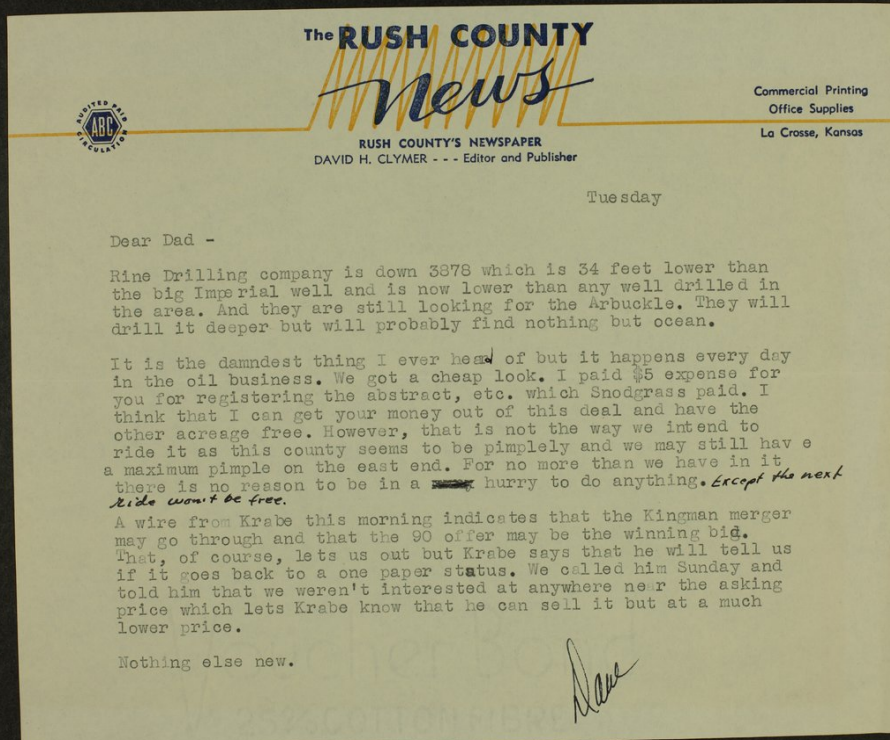 The RUSH COUNTY
News
AUDITED PAID
ABC
CIRCULATION
Commercial Printing
Office Supplies
La Crosse, Kansas
RUSH COUNTY'S NEWSPAPER
DAVID H. CLYMER - - - Editor and Publisher
Tuesday
Dear Dad -
Rine Drilling company is down 3878 which is 34 feet lower than
the big Imperial well and is now lower than any well drilled in
the area. And they are still looking for the Arbuckle. They will
drill it deeper but will probably find nothing but ocean.
It is the damndest thing I ever head of but it happens every day
in the oil business. We got a cheap look. I paid $5 expense for
you for registering the abstract, etc. which Snodgrass paid. I
think that I can get your money out of this deal and have the
other acreage free. However, that is not the way we intend to
ride it as this county seems to be pimplely and we may still hav e
a maximum pimple on the east end. For no more than we have in it
there is no reason to be in a hurry to do anything. Except the next
ride won't be free.
A wire from Krabe this morning indicates that the Kingman merger
may go through and that the 90 offer may be the winning bid.
That, of course, lets us out but Krabe says that he will tell us
if it goes back to a one paper status. We called him Sunday and
told him that we weren't interested at anywhere near the asking
price which lets Krabe know that he can sell it but at a much
lower price.
Nothing else new.
Dave